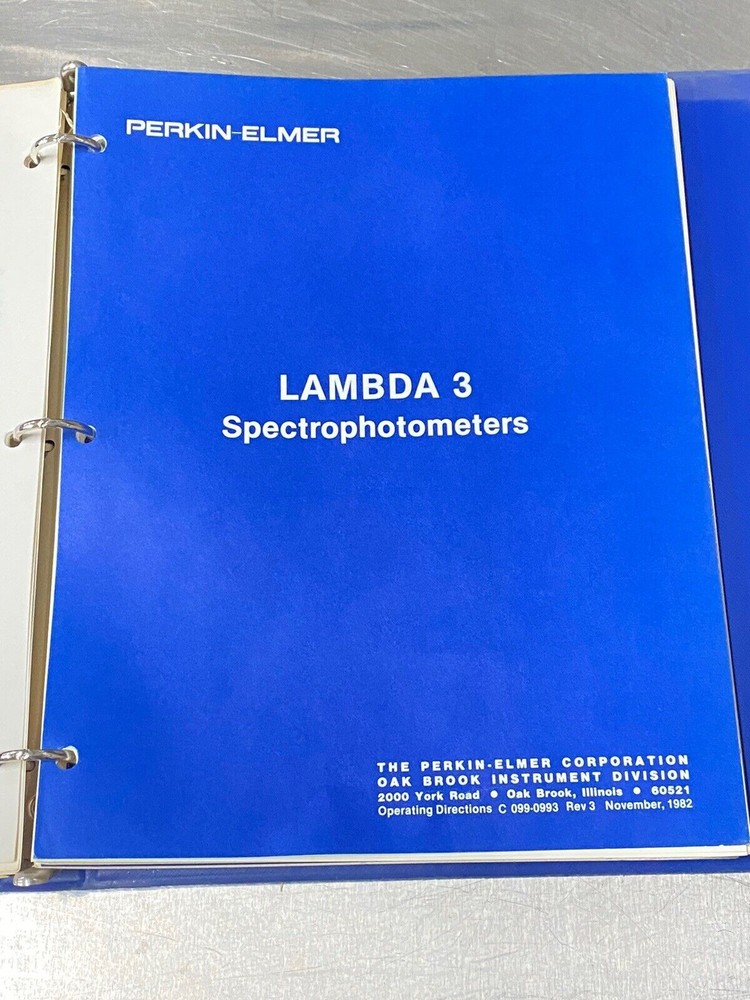 PERKIN-ELMER
LAMBDA 3
Spectrophotometers
THE PERKIN-ELMER CORPORATION
OAK BROOK INSTRUMENT DIVISION
2000 York Road • Oak Brook, Illinois • 60521
Operating Directions C 099-0993 Rev 3 November, 1982